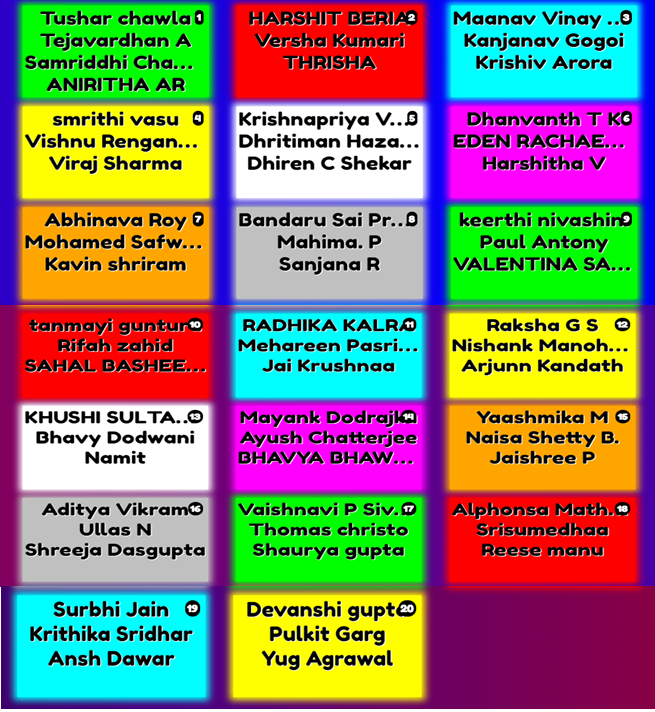 Tushar chawla 1
Tejavardhan A
Samriddhi Cha...
ANIRITHA AR
HARSHIT BERIA 2
Versha Kumari
THRISHA
Maanav Vinay ... 3
Kanjanav Gogoi
Krishiv Arora
smrithi vasu 4
Vishnu Rengan...
Viraj Sharma
Krishnapriya V... 5
Dhritiman Haza...
Dhiren C Shekar
Dhanvanth T K 6
EDEN RACHAE...
Harshitha V
Abhinava Roy 7
Mohamed Safw...
Kavin shriram
Bandaru Sai Pr... 8
Mahima. P
Sanjana R
keerthi nivashin 9
Paul Antony
VALENTINA SA...
tanmayi guntur 10
Rifah zahid
SAHAL BASHEE...
RADHIKA KALRA 11
Mehareen Pasri...
Jai Krushnaa
Raksha G S 12
Nishank Manoh...
Arjunn Kandath
KHUSHI SULTA... 13
Bhavy Dodwani
Namit
Mayank Dodrajka 14
Ayush Chatterjee
BHAVYA BHAW...
Yaashmika M 15
Naisa Shetty B.
Jaishree P
Aditya Vikram 16
Ullas N
Shreeja Dasgupta
Vaishnavi P Siv... 17
Thomas christo
Shaurya gupta
Alphonsa Math... 18
Srisumedhaa
Reese manu
Surbhi Jain 19
Krithika Sridhar
Ansh Dawar
Devanshi gupta 20
Pulkit Garg
Yug Agrawal